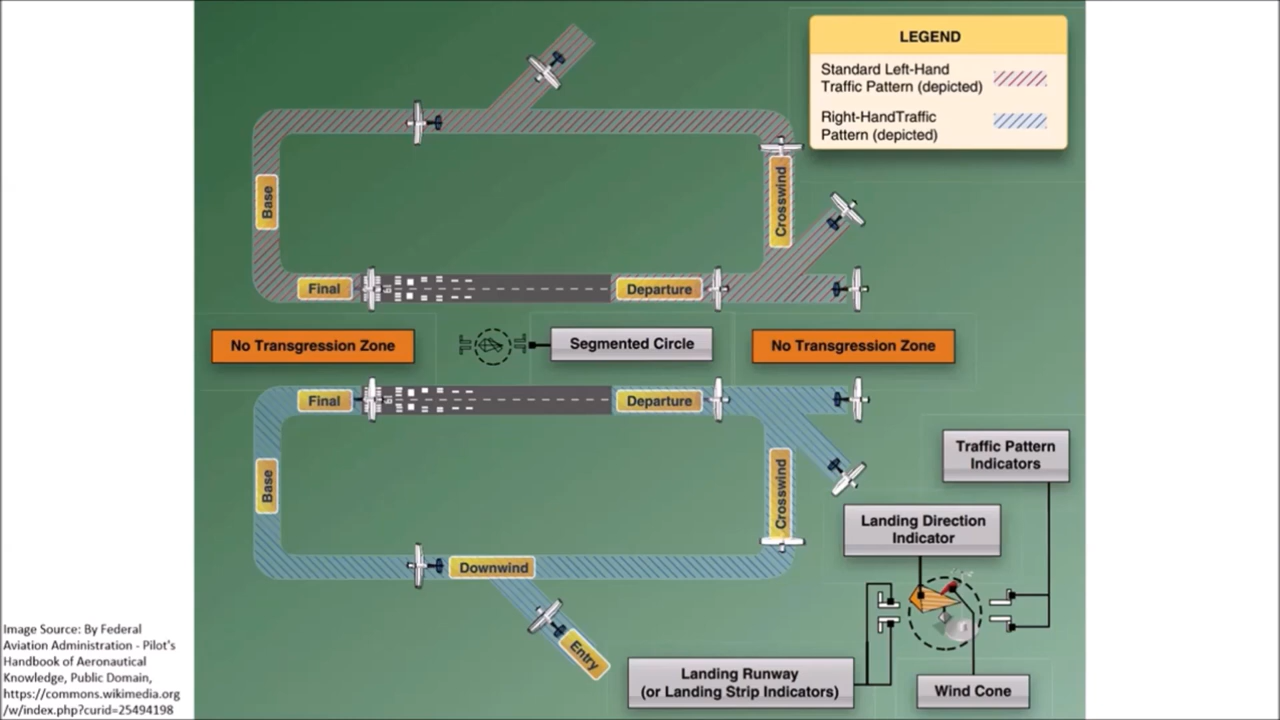 LEGEND
Standard Left-Hand
Traffic Pattern (depicted)
Right-HandTraffic
Pattern (depicted)
Base
Crosswind
Final
Departure
No Transgression Zone
Segmented Circle
No Transgression Zone
Final
Departure
Base
Crosswind
Downwind
Entry
Traffic Pattern
Indicators
Landing Direction
Indicator
Landing Runway
(or Landing Strip Indicators)
Wind Cone
Image Source: By Federal
Aviation Administration - Pilot's
Handbook of Aeronautical
Knowledge, Public Domain,
https://commons.wikimedia.org
/w/index.php?curid=25494198